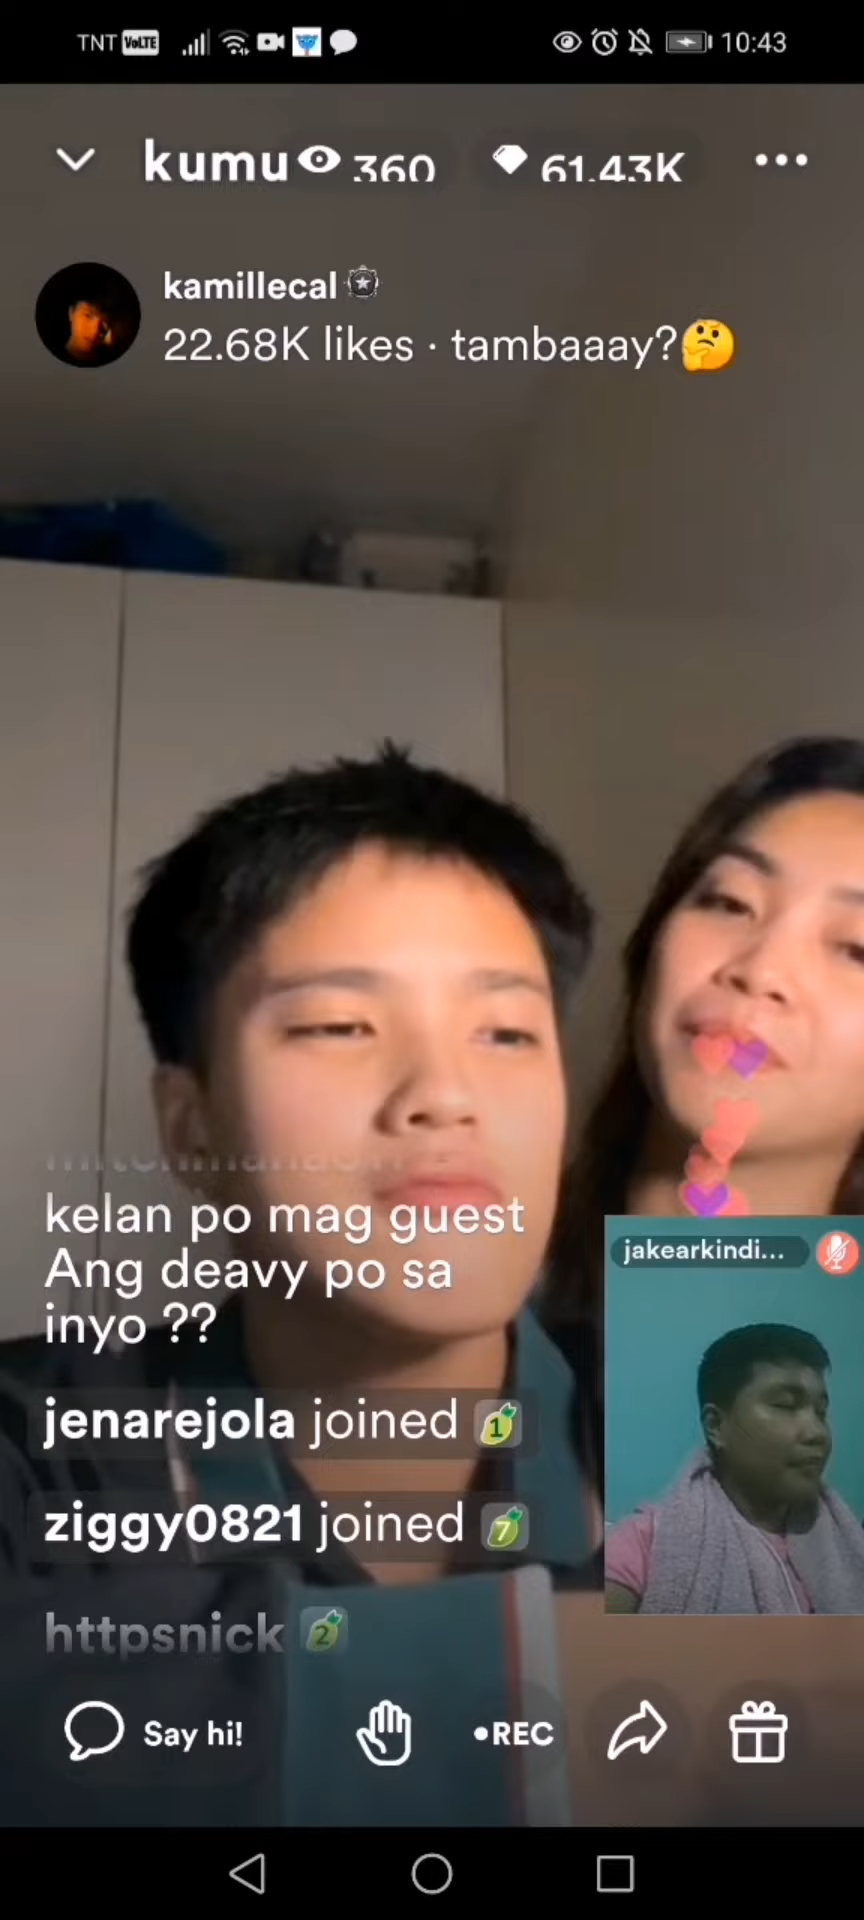 TNT VoLTE 10:43
kumu 360 61.43K
kamillecal
22.68K likes · tambaaay?🤔
kelan po mag guest
Ang deavy po sa
inyo ??
jakearkindi...
jenarejola joined 1
ziggy0821 joined 7
httpsnick 2
Say hi! •REC